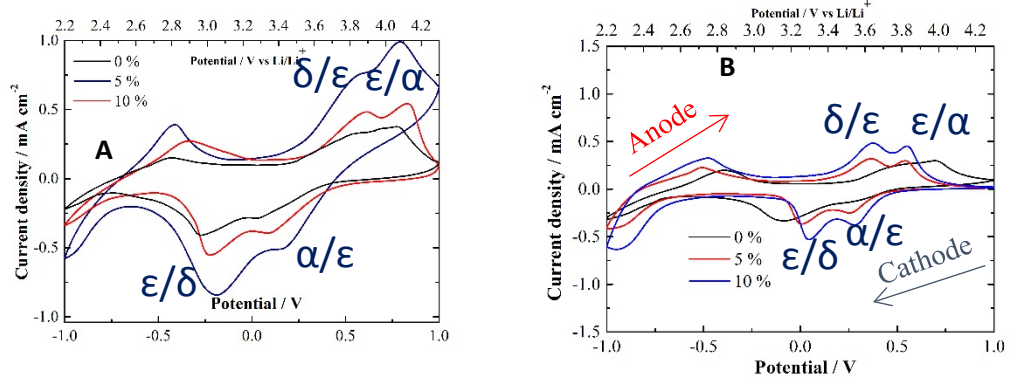 2.2 2.4 2.6 2.8 3.0 3.2 3.4 3.6 3.8 4.0 4.2
1.0
0.5
0.0
-0.5
-1.0
Current density / mA cm-2
0 %
5 %
10 %
Potential / V vs Li/Li+
A
δ/ε
ε/α
ε/δ
α/ε
Potential / V
-1.0 -0.5 0.0 0.5 1.0
Potential / V vs Li/Li+
2.2 2.4 2.6 2.8 3.0 3.2 3.4 3.6 3.8 4.0 4.2
1.5
1.0
0.5
0.0
-0.5
-1.0
-1.5
Current density / mA cm-2
B
Anode
δ/ε
ε/α
ε/δ
α/ε
0 %
5 %
10 %
Cathode
-1.0 -0.5 0.0 0.5 1.0
Potential / V